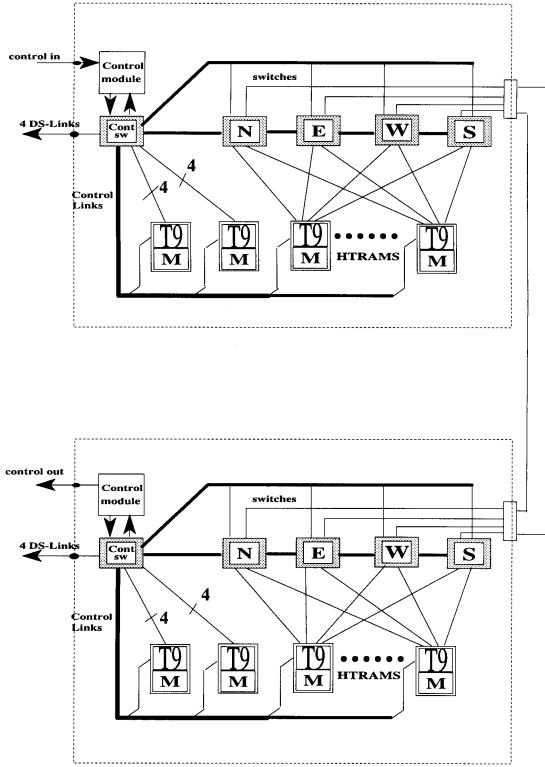 control in
Control
module
switches
4 DS-Links
Cont
sw
N
E
W
S
4
4
Control
Links
T9
M
T9
M
T9
M
T9
M
HTRAMS
control out
Control
module
switches
4 DS-Links
Cont
sw
N
E
W
S
4
4
Control
Links
T9
M
T9
M
T9
M
T9
M
HTRAMS